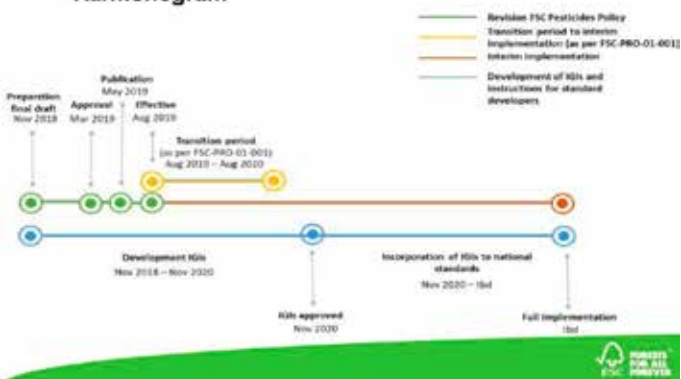 Harmonogram
Revision FSC Pesticides Policy
Transition period to interim
implementation (as per FSC-PRO-01-001)
Interim implementation
Development of IGIs and
instructions for standard
developers
Preparation
final draft
Nov 2018
Approval
Mar 2019
Publication
May 2019
Effective
Aug 2019
Transition period
(as per FSC-PRO-01-001)
Aug 2019 – Aug 2020
Development IGIs
Nov 2018 – Nov 2020
Incorporation of IGIs to national
standards
Nov 2020 – tbd
IGIs approved
Nov 2020
Full implementation
tbd
FSC
FORESTS
FOR ALL
FOREVER